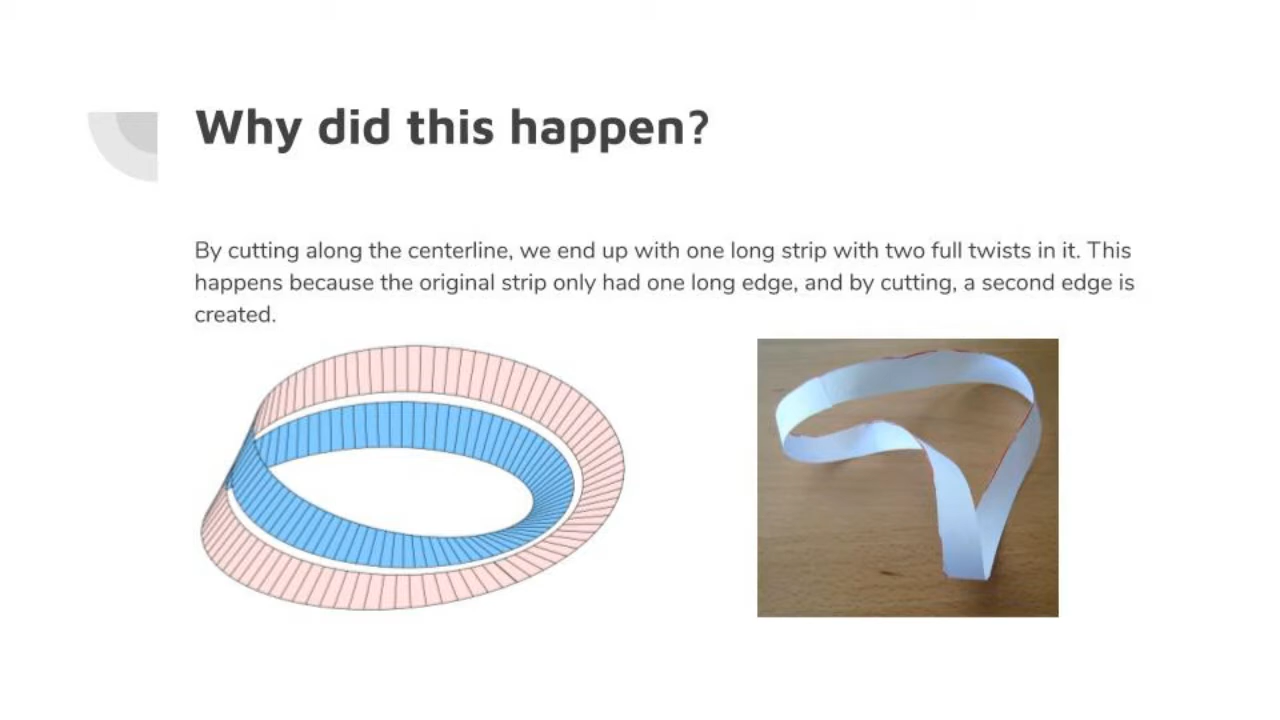 Why did this happen?
By cutting along the centerline, we end up with one long strip with two full twists in it. This
happens because the original strip only had one long edge, and by cutting, a second edge is
created.